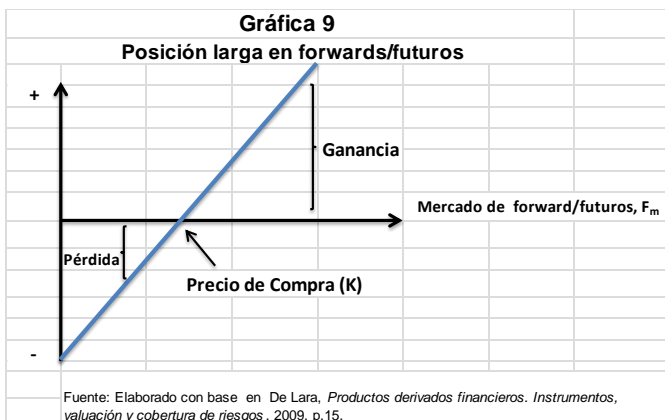 Gráfica 9
Posición larga en forwards/futuros
+
Ganancia
Mercado de forward/futuros, Fm
Pérdida
Precio de Compra (K)
-
Fuente: Elaborado con base en De Lara, Productos derivados financieros. Instrumentos,
valuación y cobertura de riesgos, 2009, p.15.